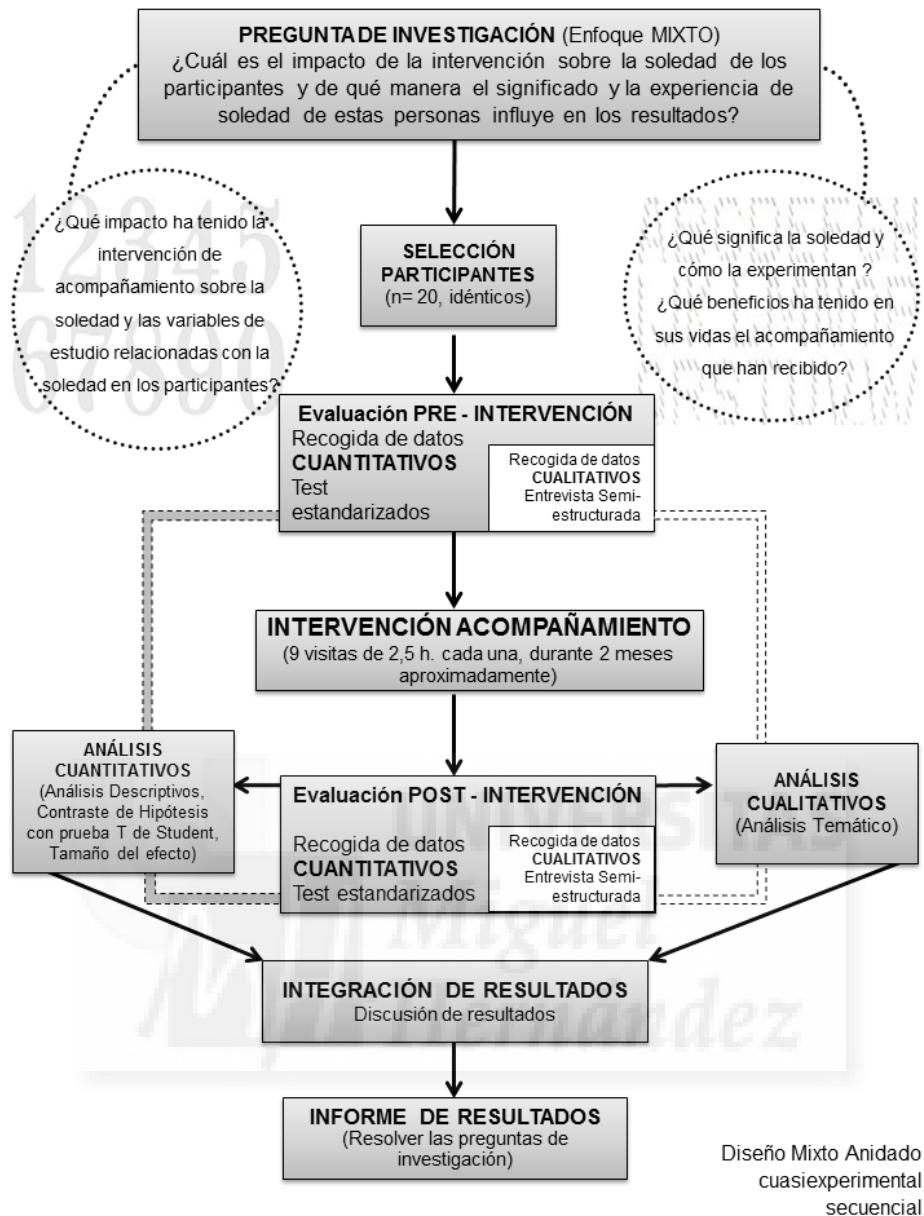 PREGUNTA DE INVESTIGACIÓN (Enfoque MIXTO)
¿Cuál es el impacto de la intervención sobre la soledad de los
participantes y de qué manera el significado y la experiencia de
soledad de estas personas influye en los resultados?
12345
67890
¿Qué impacto ha tenido la
intervención de
acompañamiento sobre la
soledad y las variables de
estudio relacionadas con la
soledad en los participantes?
SELECCIÓN
PARTICIPANTES
(n= 20, idénticos)
¿Qué significa la soledad y
cómo la experimentan ?
¿Qué beneficios ha tenido en
sus vidas el acompañamiento
que han recibido?
Evaluación PRE - INTERVENCIÓN
Recogida de datos
CUANTITATIVOS
Test
estandarizados
Recogida de datos
CUALITATIVOS
Entrevista Semi-
estructurada
INTERVENCIÓN ACOMPAÑAMIENTO
(9 visitas de 2,5 h. cada una, durante 2 meses
aproximadamente)
ANÁLISIS
CUANTITATIVOS
(Análisis Descriptivos,
Contraste de Hipótesis
con prueba T de Student,
Tamaño del efecto)
Evaluación POST - INTERVENCIÓN
Recogida de datos
CUANTITATIVOS
Test estandarizados
Recogida de datos
CUALITATIVOS
Entrevista Semi-
estructurada
ANÁLISIS
CUALITATIVOS
(Análisis Temático)
UNIVERSITAS
Miguel
Hernández
INTEGRACIÓN DE RESULTADOS
Discusión de resultados
INFORME DE RESULTADOS
(Resolver las preguntas de
investigación)
Diseño Mixto Anidado
cuasiexperimental
secuencial